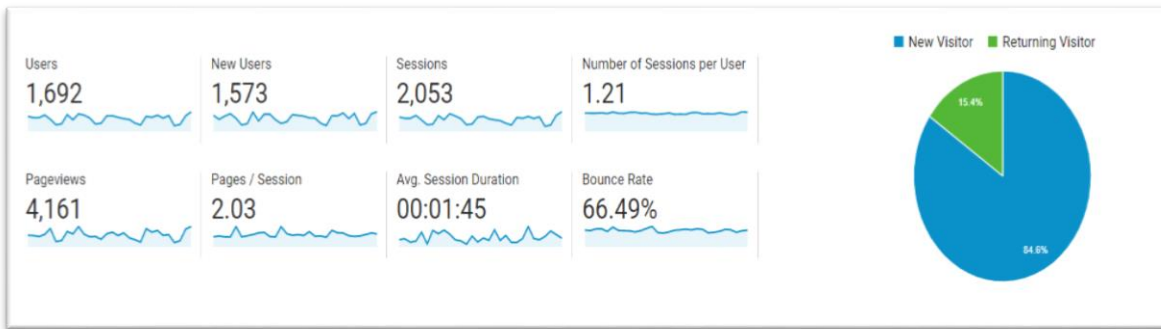 New Visitor Returning Visitor
Users New Users Sessions Number of Sessions per User
1,692 1,573 2,053 1.21
15.4%
Pageviews Pages / Session Avg. Session Duration Bounce Rate
4,161 2.03 00:01:45 66.49%
84.6%